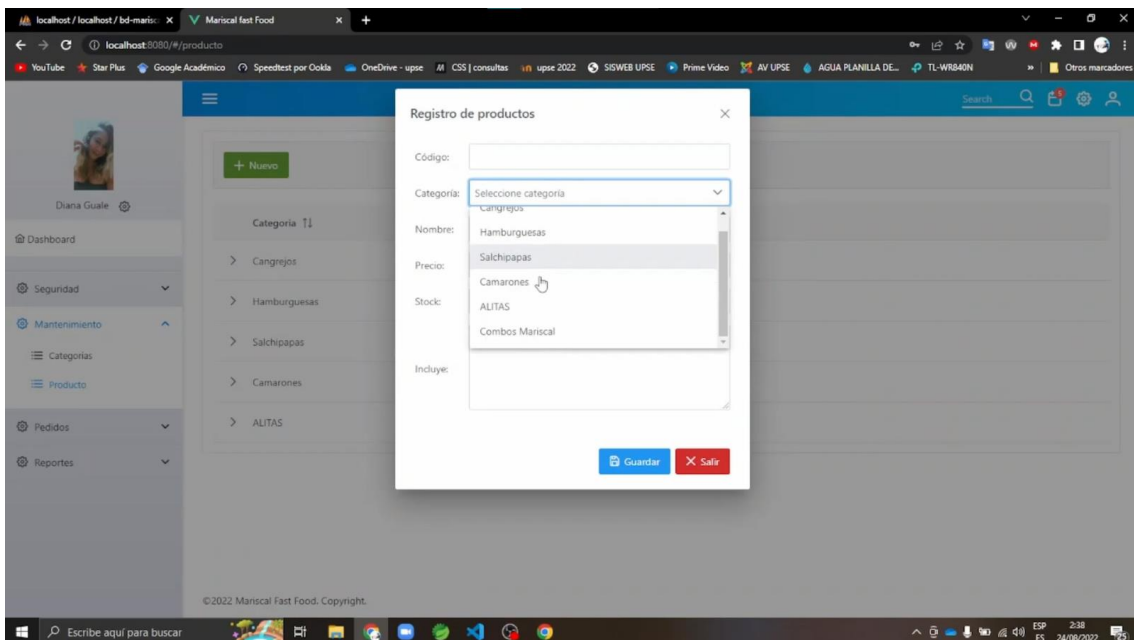 localhost / localhost / bd-marisc
Mariscal fast Food
localhost:8080/#/producto
YouTube
Star Plus
Google Académico
Speedtest por Ookla
OneDrive - upse
CSS | consultas
upse 2022
SISWEB UPSE
Prime Video
AV UPSE
AGUA PLANILLA DE...
TL-WR840N
Otros marcadores
Search
Registro de productos
Código:
+ Nuevo
Categoría: Seleccione categoría
Diana Guale
Cangrejos
Categoria
Nombre:
Hamburguesas
Dashboard
Salchipapas
Cangrejos
Precio:
Camarones
Seguridad
Hamburguesas
Stock:
ALITAS
Mantenimiento
Combos Mariscal
Salchipapas
Categorias
Incluye:
Producto
Camarones
Pedidos
ALITAS
Reportes
Guardar
Salir
©2022 Mariscal Fast Food. Copyright.
Escribe aquí para buscar
ESP
ES
2:38
24/08/2022